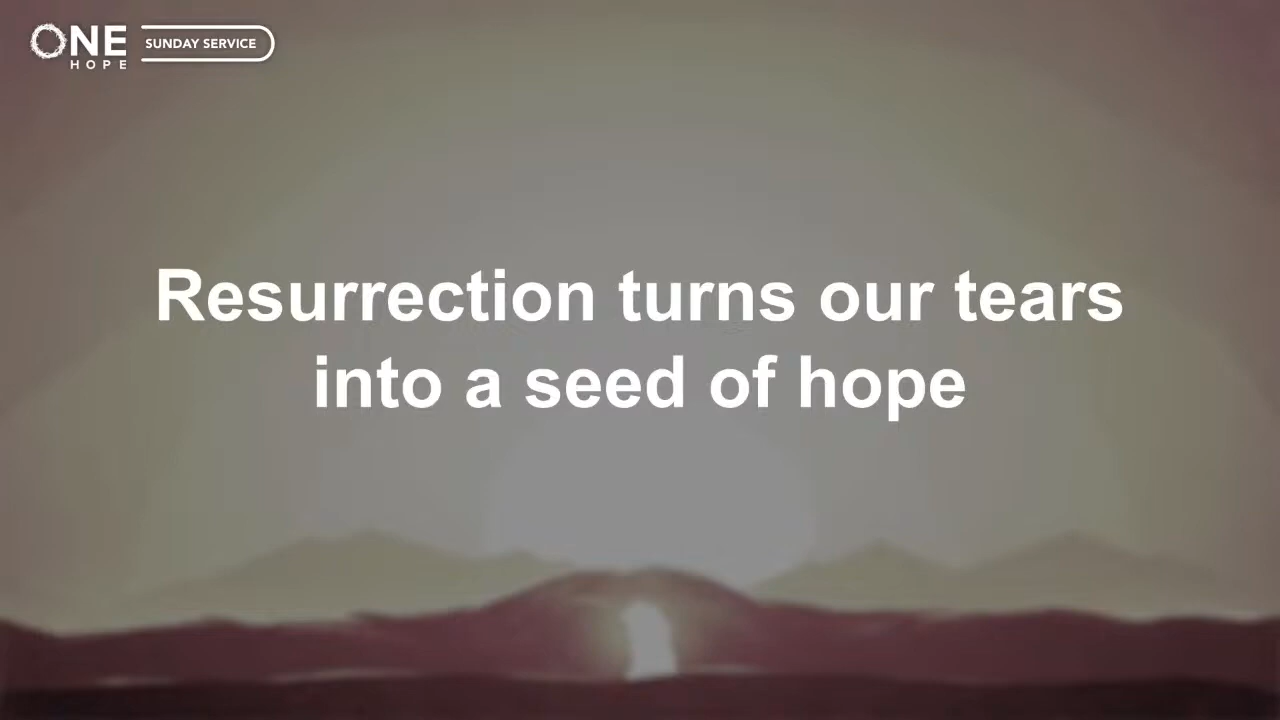 ONE
HOPE
SUNDAY SERVICE
Resurrection turns our tears
into a seed of hope